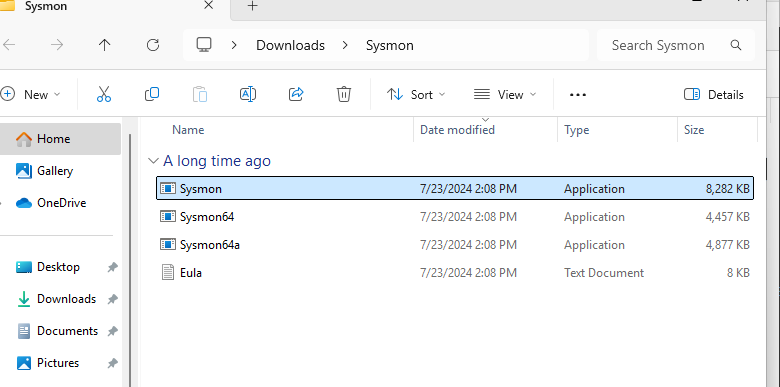 Sysmon
Downloads Sysmon Search Sysmon
New Sort View Details
Home
Gallery
OneDrive
Desktop
Downloads
Documents
Pictures
Name Date modified Type Size
A long time ago
Sysmon 7/23/2024 2:08 PM Application 8,282 KB
Sysmon64 7/23/2024 2:08 PM Application 4,457 KB
Sysmon64a 7/23/2024 2:08 PM Application 4,877 KB
Eula 7/23/2024 2:08 PM Text Document 8 KB